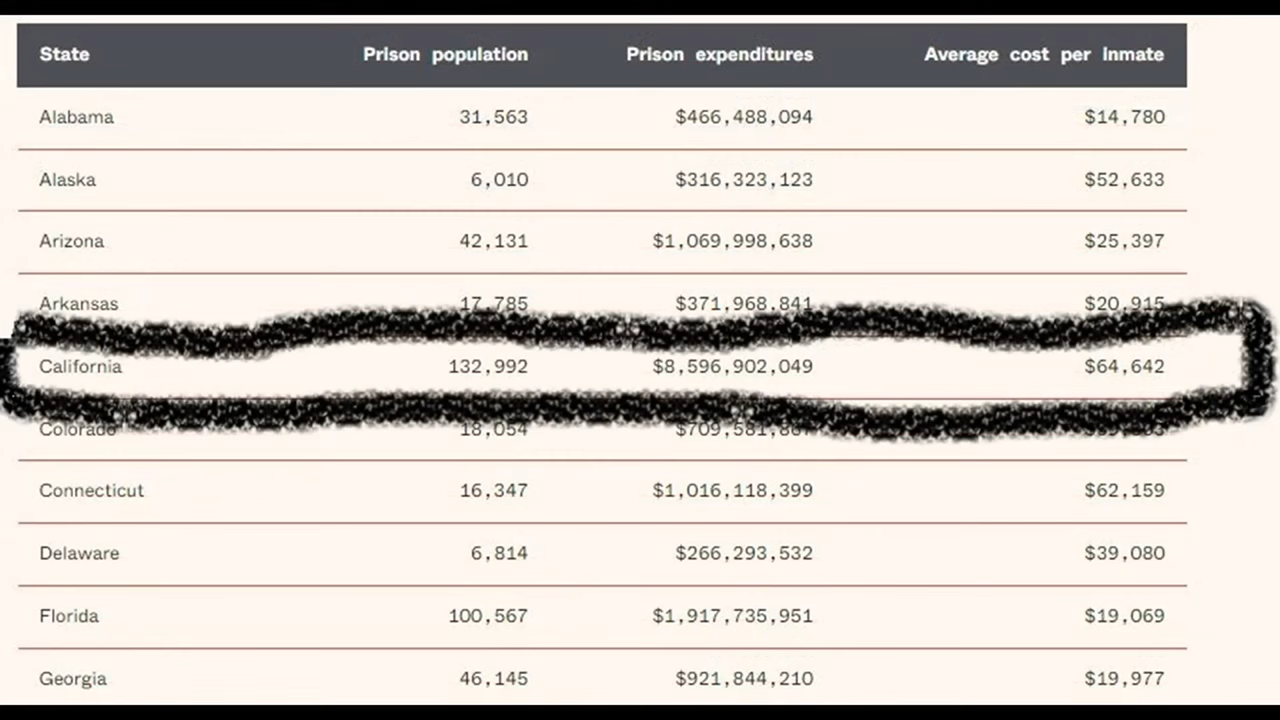 State Prison population Prison expenditures Average cost per inmate
Alabama 31,563 $466,488,094 $14,780
Alaska 6,010 $316,323,123 $52,633
Arizona 42,131 $1,069,998,638 $25,397
Arkansas 17,785 $371,968,841 $20,915
California 132,992 $8,596,902,049 $64,642
Colorado 18,054
Connecticut 16,347 $1,016,118,399 $62,159
Delaware 6,814 $266,293,532 $39,080
Florida 100,567 $1,917,735,951 $19,069
Georgia 46,145 $921,844,210 $19,977